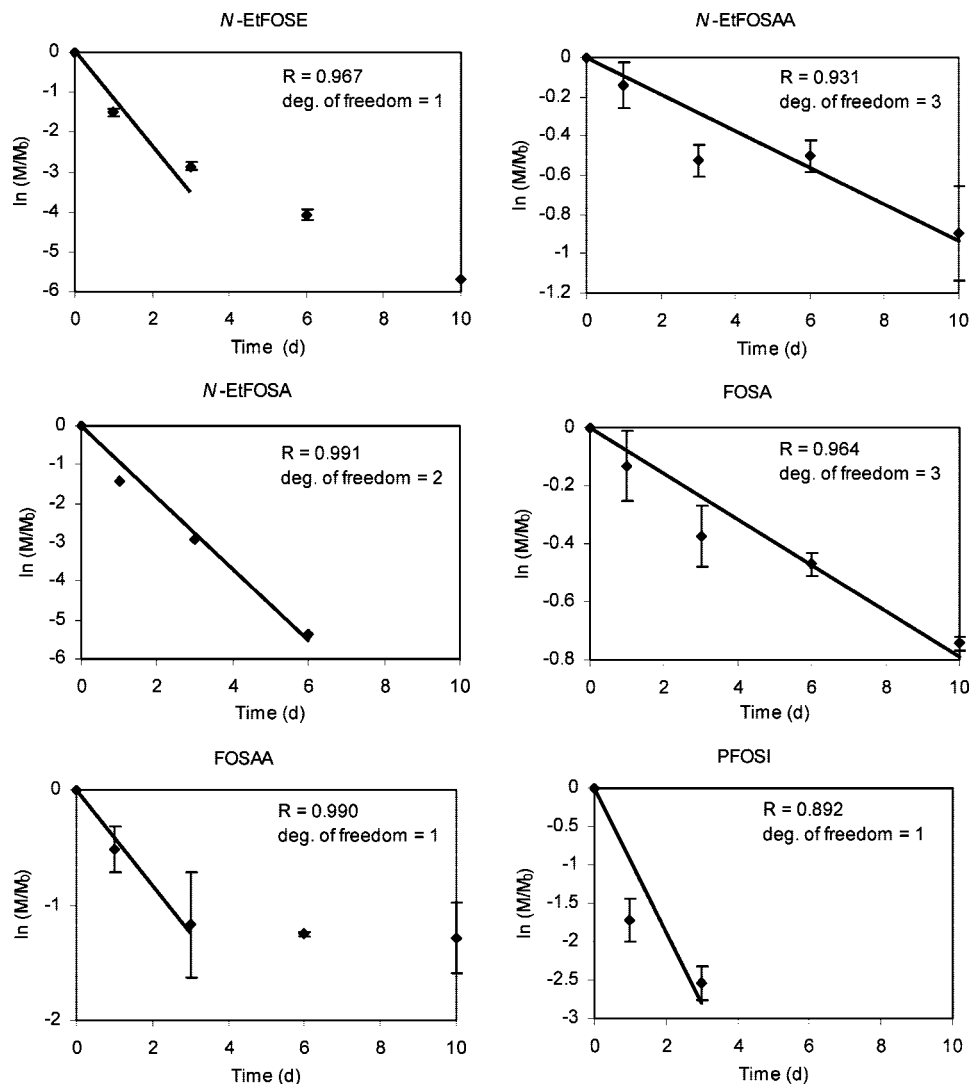 N-EtFOSE
R = 0.967
deg. of freedom = 1
ln (M/M₀)
0
-1
-2
-3
-4
-5
-6
0 2 4 6 8 10
Time (d)
N-EtFOSAA
R = 0.931
deg. of freedom = 3
ln (M/M₀)
0
-0.2
-0.4
-0.6
-0.8
-1
-1.2
0 2 4 6 8 10
Time (d)
N-EtFOSA
R = 0.991
deg. of freedom = 2
ln (M/M₀)
0
-1
-2
-3
-4
-5
-6
0 2 4 6 8 10
Time (d)
FOSA
R = 0.964
deg. of freedom = 3
ln (M/M₀)
0
-0.2
-0.4
-0.6
-0.8
0 2 4 6 8 10
Time (d)
FOSAA
R = 0.990
deg. of freedom = 1
ln (M/M₀)
0
-1
-2
0 2 4 6 8 10
Time (d)
PFOSI
R = 0.892
deg. of freedom = 1
ln (M/M₀)
0
-0.5
-1
-1.5
-2
-2.5
-3
0 2 4 6 8 10
Time (d)